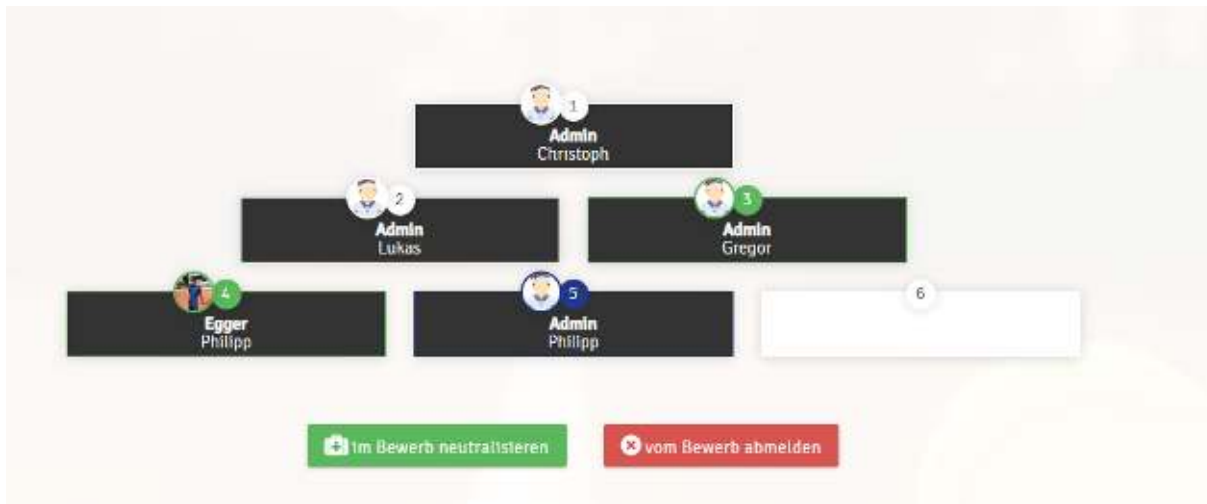 1
Admin
Christoph
2
Admin
Lukas
3
Admin
Gregor
4
Egger
Philipp
5
Admin
Philipp
6
im Bewerb neutralisieren
vom Bewerb abmelden